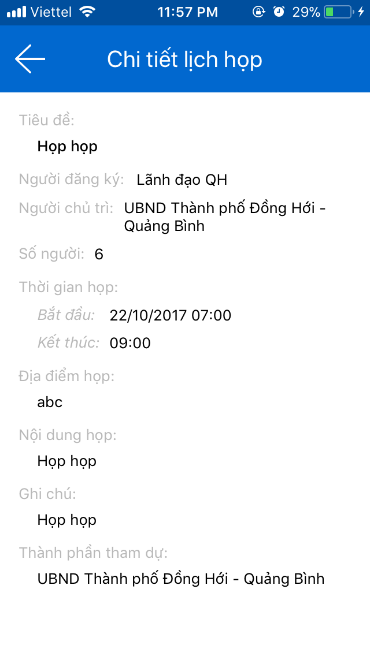 Viettel 11:57 PM 29%
Chi tiết lịch họp
Tiêu đề:
Họp họp
Người đăng ký: Lãnh đạo QH
Người chủ trì: UBND Thành phố Đồng Hới -
Quảng Bình
Số người: 6
Thời gian họp:
Bắt đầu: 22/10/2017 07:00
Kết thúc: 09:00
Địa điểm họp:
abc
Nội dung họp:
Họp họp
Ghi chú:
Họp họp
Thành phần tham dự:
UBND Thành phố Đồng Hới - Quảng Bình